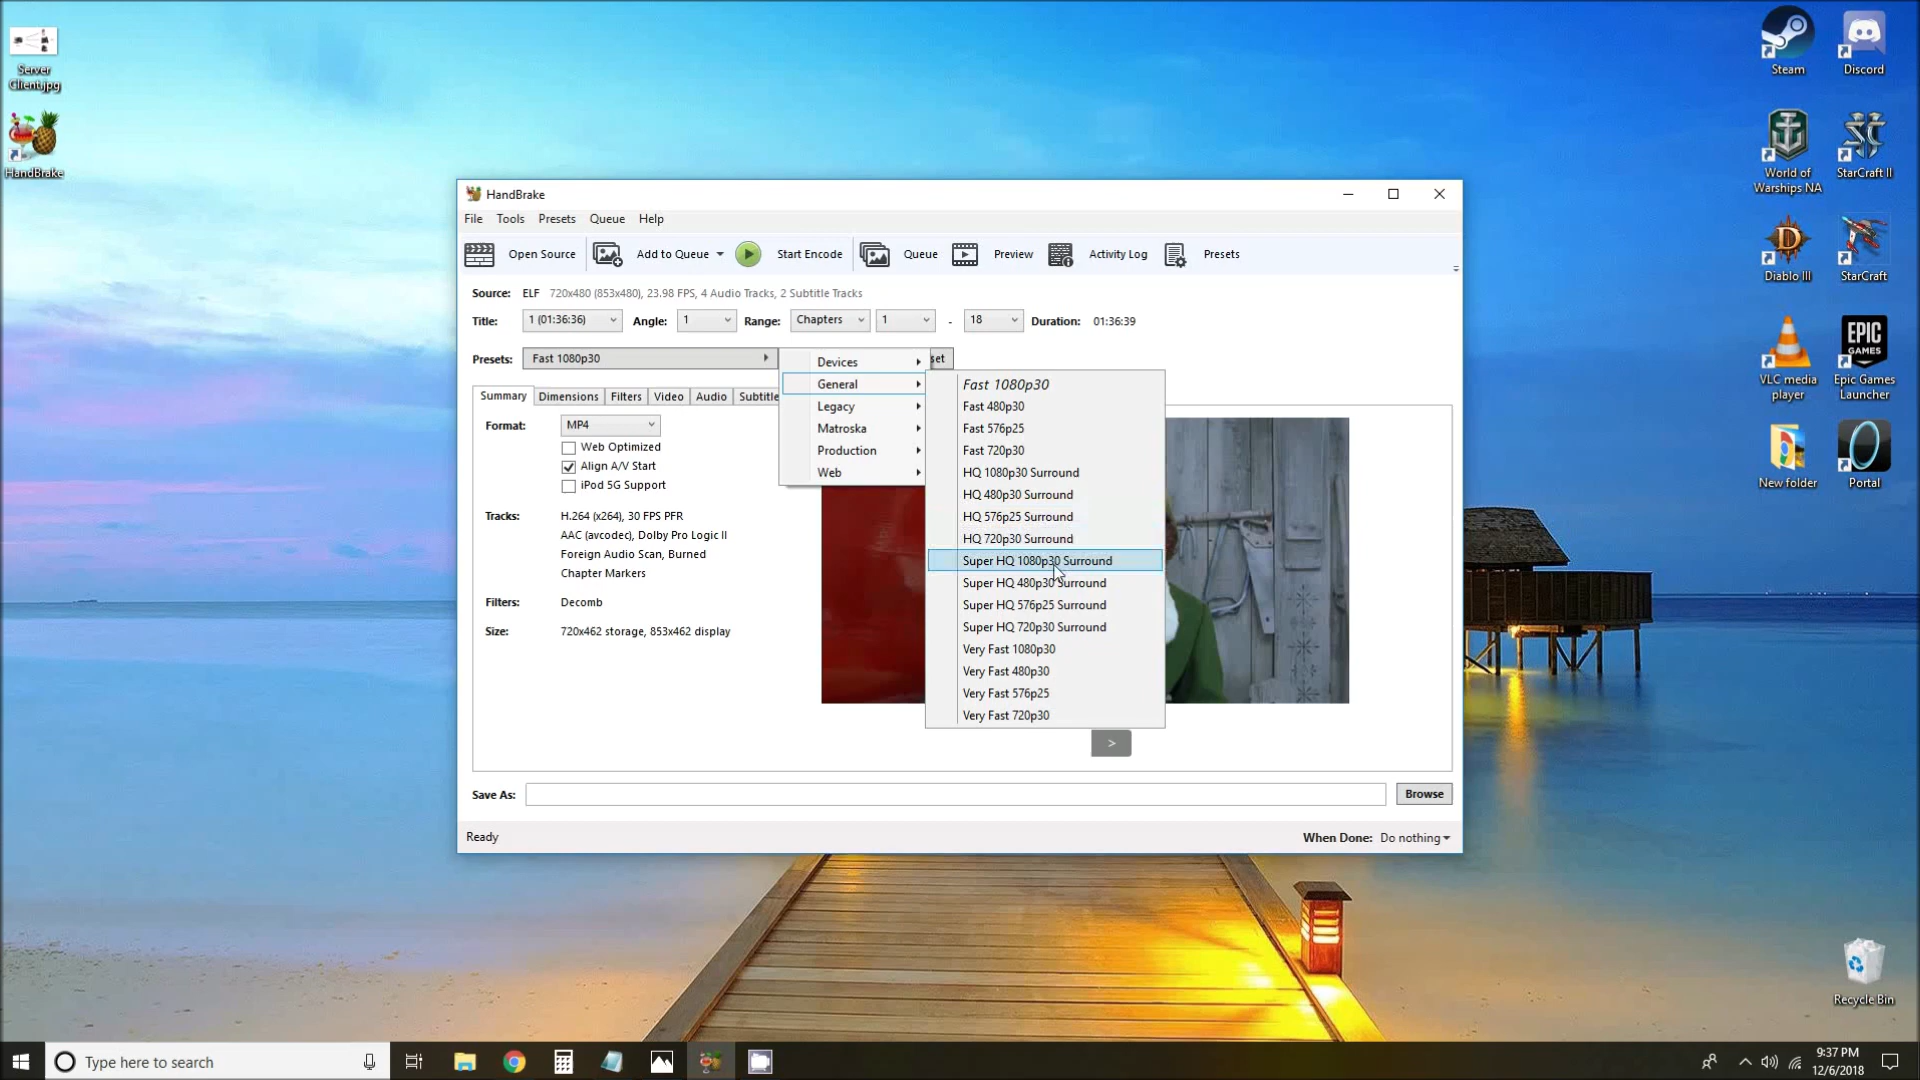 Server
Client.jpg
HandBrake
Steam
Discord
World of
Warships NA
StarCraft II
Diablo III
StarCraft
VLC media
player
EPIC
GAMES
Epic Games
Launcher
New folder
Portal
Recycle Bin
HandBrake
File Tools Presets Queue Help
Open Source Add to Queue Start Encode Queue Preview Activity Log Presets
Source: ELF 720x480 (853x480), 23.98 FPS, 4 Audio Tracks, 2 Subtitle Tracks
Title: 1 (01:36:36) Angle: 1 Range: Chapters 1 - 18 Duration: 01:36:39
Presets: Fast 1080p30 set
Devices
General
Legacy
Matroska
Production
Web
Fast 1080p30
Fast 480p30
Fast 576p25
Fast 720p30
HQ 1080p30 Surround
HQ 480p30 Surround
HQ 576p25 Surround
HQ 720p30 Surround
Super HQ 1080p30 Surround
Super HQ 480p30 Surround
Super HQ 576p25 Surround
Super HQ 720p30 Surround
Very Fast 1080p30
Very Fast 480p30
Very Fast 576p25
Very Fast 720p30
Summary Dimensions Filters Video Audio Subtitle
Format: MP4
Web Optimized
Align A/V Start
iPod 5G Support
Tracks: H.264 (x264), 30 FPS PFR
AAC (avcodec), Dolby Pro Logic II
Foreign Audio Scan, Burned
Chapter Markers
Filters: Decomb
Size: 720x462 storage, 853x462 display
>
Save As: Browse
Ready
When Done: Do nothing
Type here to search
9:37 PM
12/6/2018